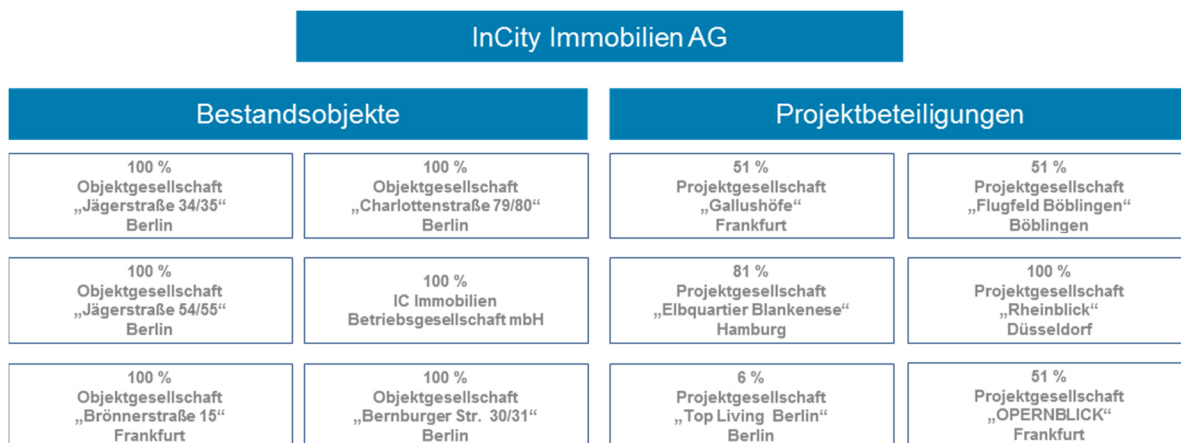 InCity Immobilien AG
Bestandsobjekte
100 %
Objektgesellschaft
„Jägerstraße 34/35“
Berlin
100 %
Objektgesellschaft
„Charlottenstraße 79/80“
Berlin
100 %
Objektgesellschaft
„Jägerstraße 54/55“
Berlin
100 %
IC Immobilien
Betriebsgesellschaft mbH
100 %
Objektgesellschaft
„Brönnerstraße 15“
Frankfurt
100 %
Objektgesellschaft
„Bernburger Str. 30/31“
Berlin
Projektbeteiligungen
51 %
Projektgesellschaft
„Gallushöfe“
Frankfurt
51 %
Projektgesellschaft
„Flugfeld Böblingen“
Böblingen
81 %
Projektgesellschaft
„Elbquartier Blankenese“
Hamburg
100 %
Projektgesellschaft
„Rheinblick“
Düsseldorf
6 %
Projektgesellschaft
„Top Living Berlin“
Berlin
51 %
Projektgesellschaft
„OPERNBLICK“
Frankfurt